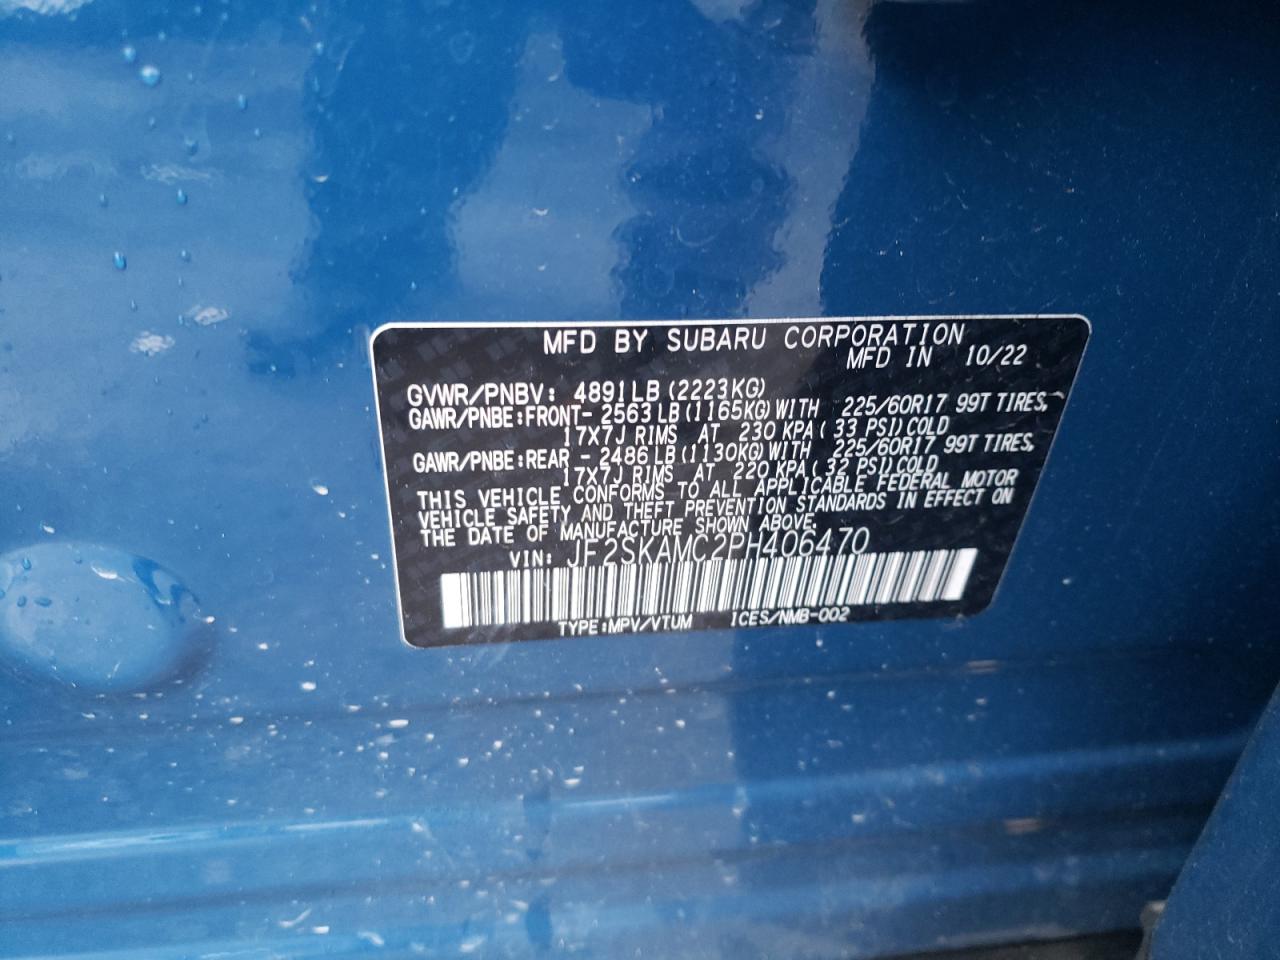 MFD BY SUBARU CORPORATION
MFD IN 10/22
GVWR/PNBV: 4891LB (2223KG)
GAWR/PNBE:FRONT- 2563LB (1165KG) WITH 225/60R17 99T TIRES,
17X7J RIMS AT 230 KPA ( 33 PSI) COLD
GAWR/PNBE:REAR - 2486LB (1130KG) WITH 225/60R17 99T TIRES,
17X7J RIMS AT 220 KPA ( 32 PSI) COLD
THIS VEHICLE CONFORMS TO ALL APPLICABLE FEDERAL MOTOR
VEHICLE SAFETY AND THEFT PREVENTION STANDARDS IN EFFECT ON
THE DATE OF MANUFACTURE SHOWN ABOVE.
VIN: JF2SKAMC2PH406470
TYPE:MPV/VTUM ICES/NMB-002